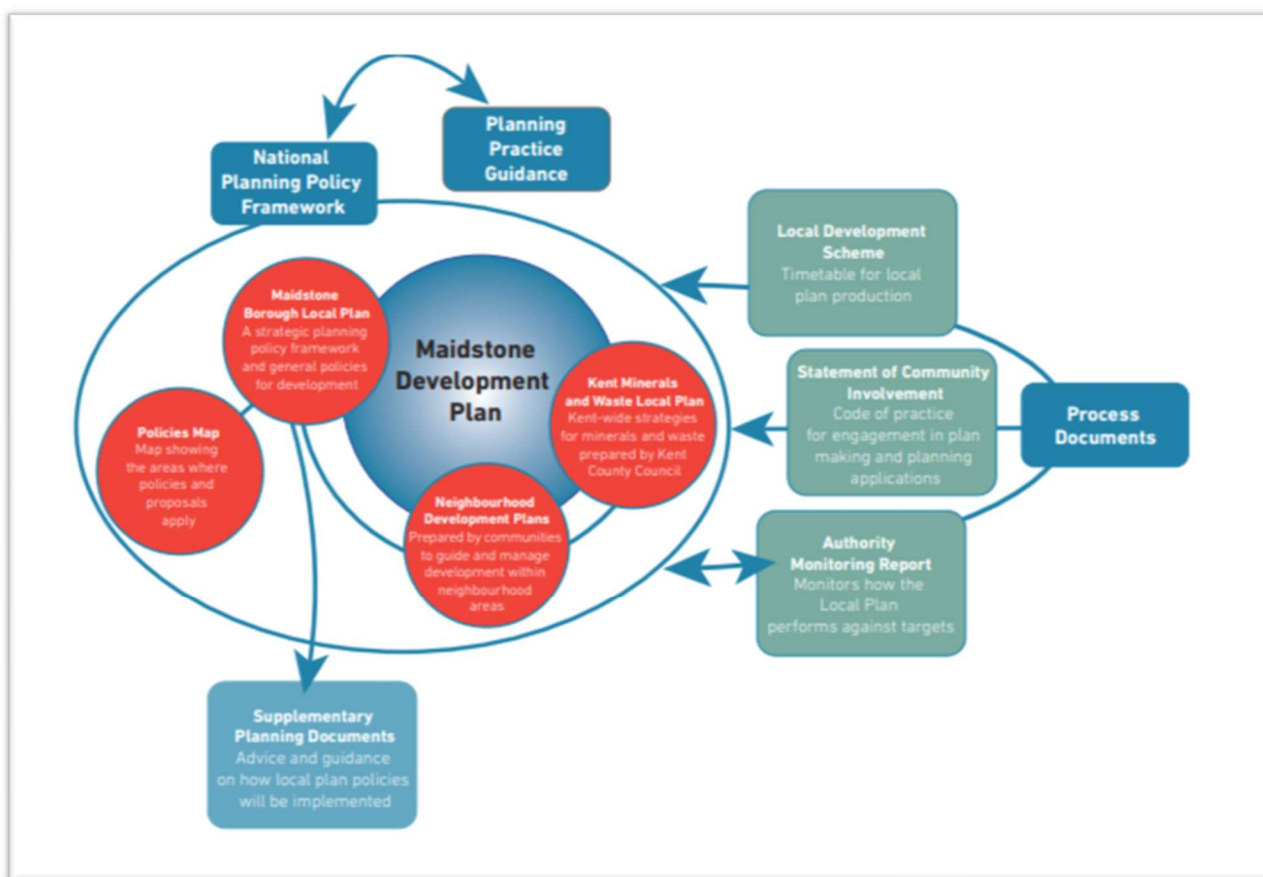 National
Planning Policy
Framework
Planning
Practice
Guidance
Maidstone
Borough Local Plan
A strategic planning
policy framework
and general policies
for development
Maidstone
Development
Plan
Kent Minerals
and Waste Local Plan
Kent-wide strategies
for minerals and waste
prepared by Kent
County Council
Policies Map
Map showing
the areas where
policies and
proposals
apply
Neighbourhood
Development Plans
Prepared by communities
to guide and manage
development within
neighbourhood
areas
Supplementary
Planning Documents
Advice and guidance
on how local plan policies
will be implemented
Local Development
Scheme
Timetable for local
plan production
Statement of Community
Involvement
Code of practice
for engagement in plan
making and planning
applications
Authority
Monitoring Report
Monitors how the
Local Plan
performs against targets
Process
Documents